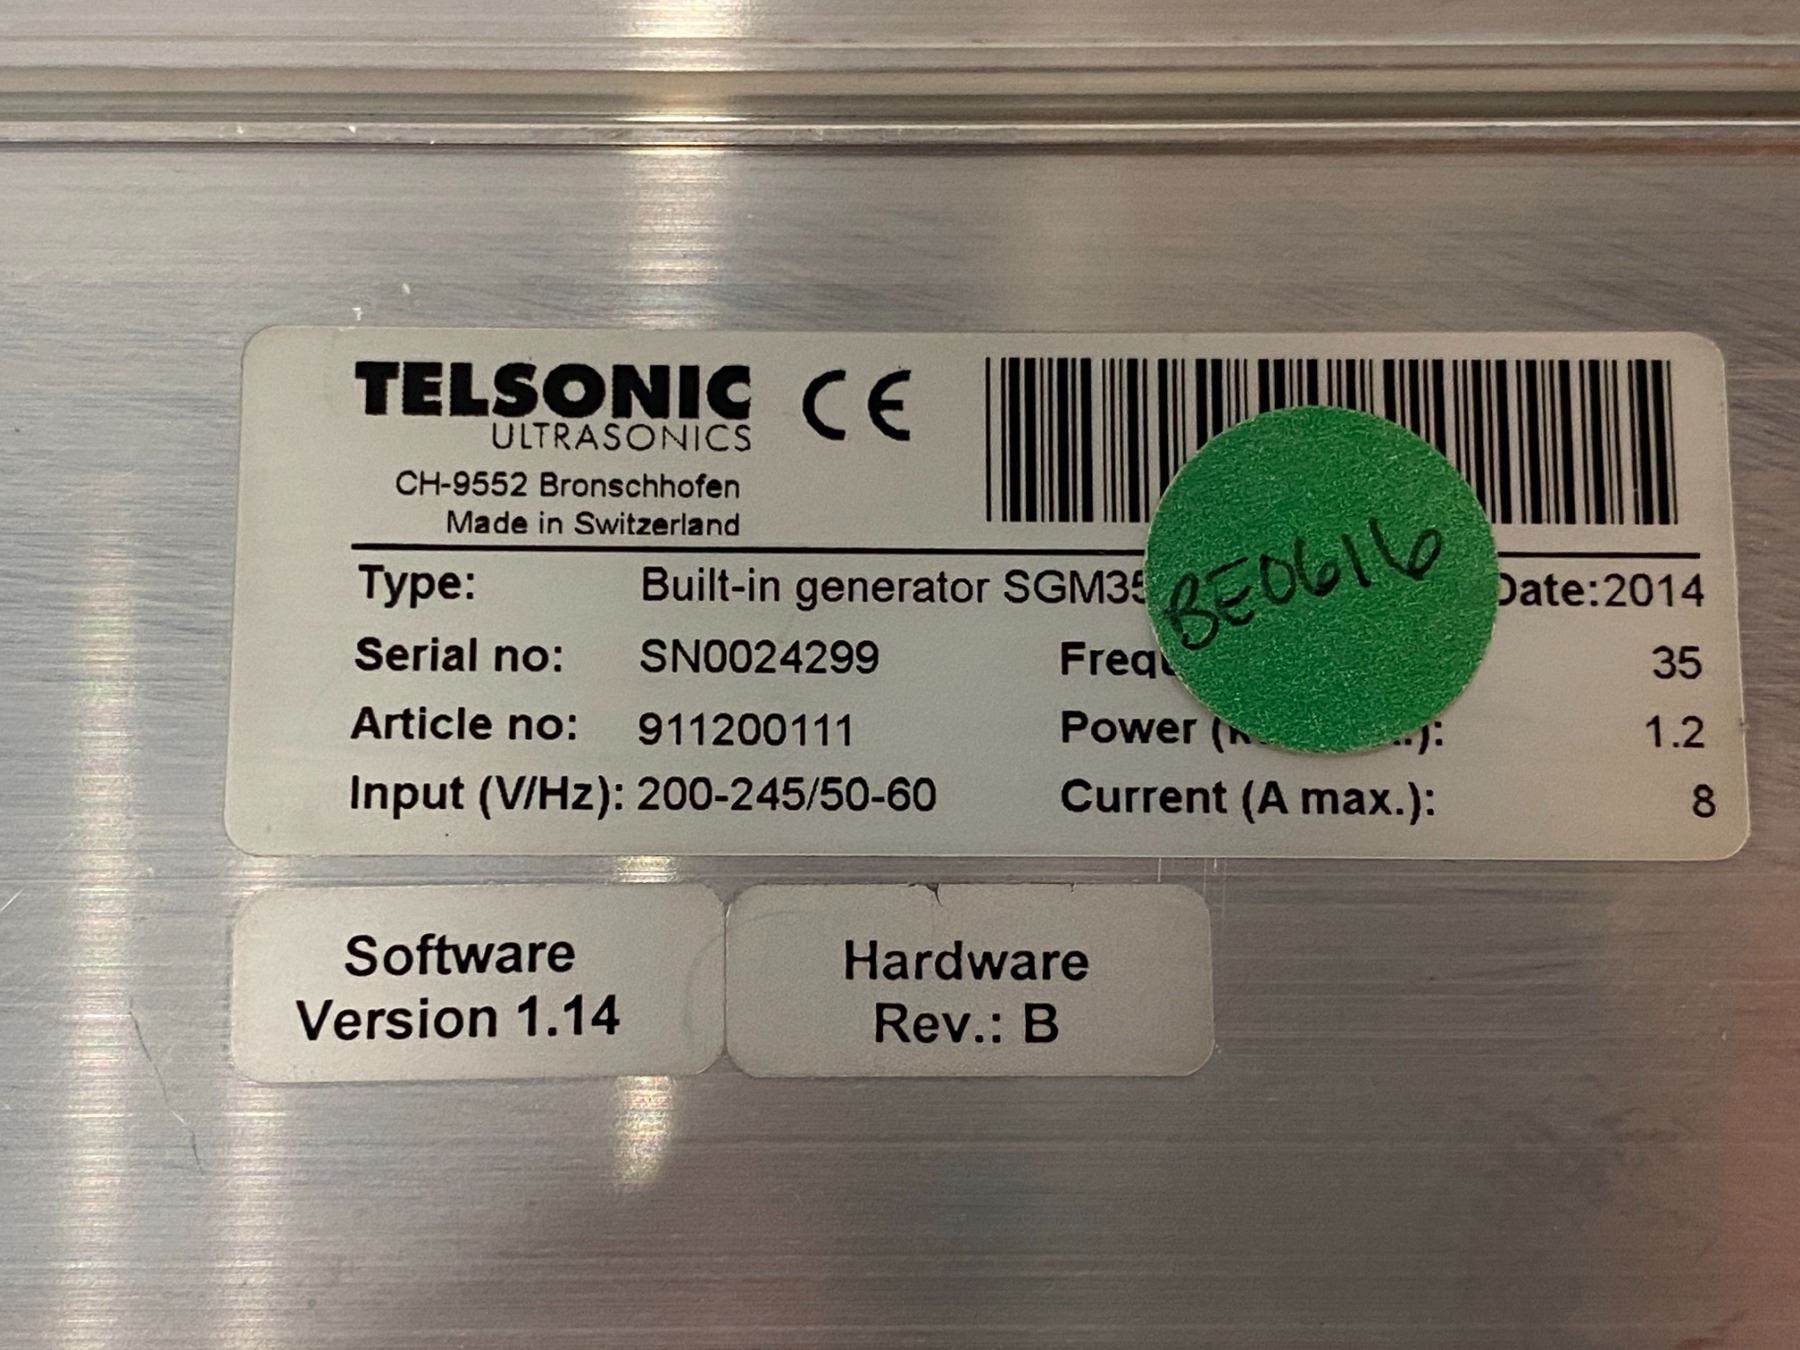 TELSONIC CE
ULTRASONICS
CH-9552 Bronschhofen
Made in Switzerland
Type: Built-in generator Date:2014
BE0616
Serial no: SN0024299 35
Article no: 911200111 Power 1.2
Input (V/Hz): 200-245/50-60 Current (A max.): 8
Software
Version 1.14
Hardware
Rev.: B